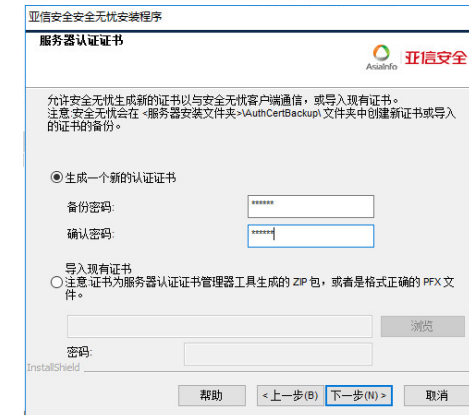 亚信安全安全无忧安装程序
服务器认证证书
AsiaInfo 亚信安全
允许安全无忧生成新的证书以与安全无忧客户端通信，或导入现有证书。
注意:安全无忧会在 <服务器安装文件夹>\AuthCertBackup\ 文件夹中创建新证书或导入
的证书的备份。
生成一个新的认证证书
备份密码: ******
确认密码: ******
导入现有证书
注意:证书为服务器认证证书管理器工具生成的 ZIP 包，或者是格式正确的 PFX 文
件。
浏览
密码:
InstallShield
帮助 <上一步(B) 下一步(N)> 取消